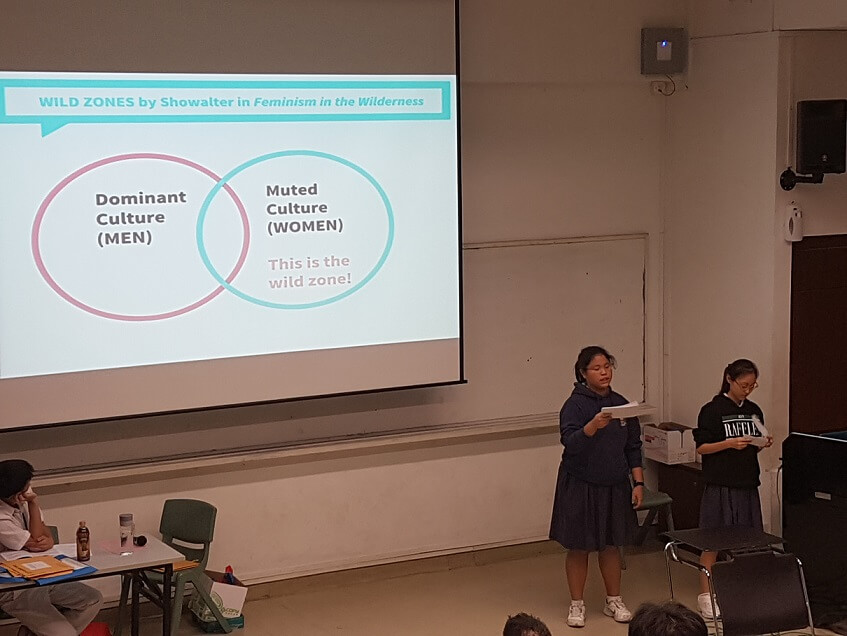 WILD ZONES by Showalter in Feminism in the Wilderness
Dominant
Culture
(MEN)
Muted
Culture
(WOMEN)
This is the
wild zone!
RAFFLE